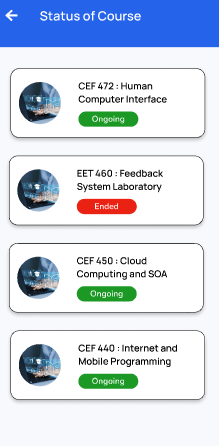 Status of Course
CEF 472 : Human
Computer Interface
Ongoing
EET 460 : Feedback
System Laboratory
Ended
CEF 450 : Cloud
Computing and SOA
Ongoing
CEF 440 : Internet and
Mobile Programming
Ongoing